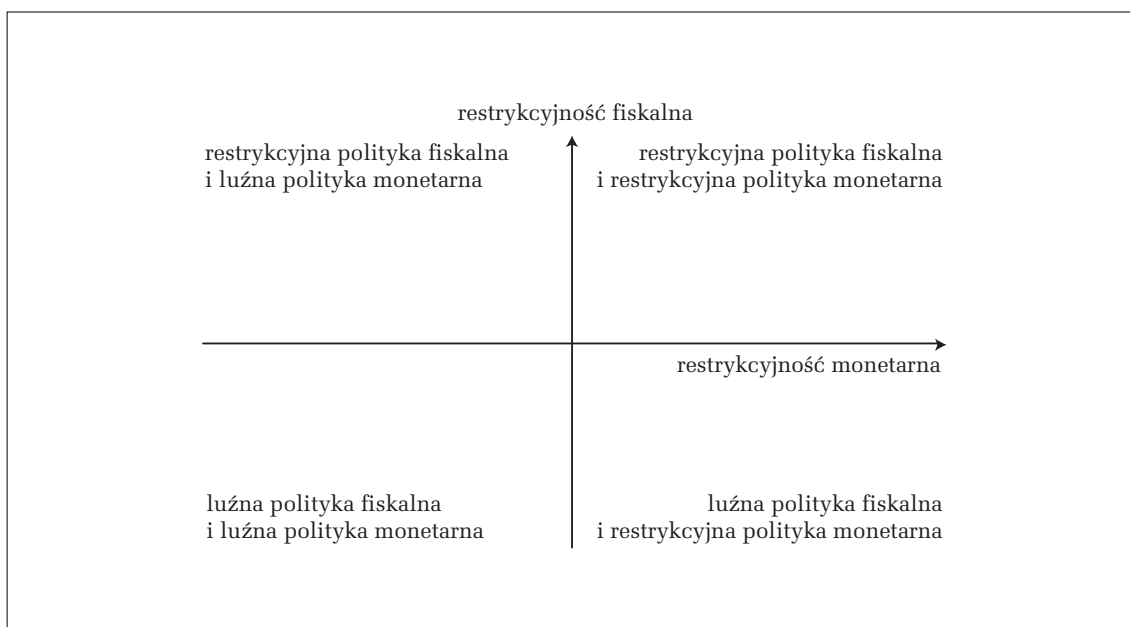 restrykcyjność fiskalna
restrykcyjna polityka fiskalna
i luźna polityka monetarna
restrykcyjna polityka fiskalna
i restrykcyjna polityka monetarna
restrykcyjność monetarna
luźna polityka fiskalna
i luźna polityka monetarna
luźna polityka fiskalna
i restrykcyjna polityka monetarna